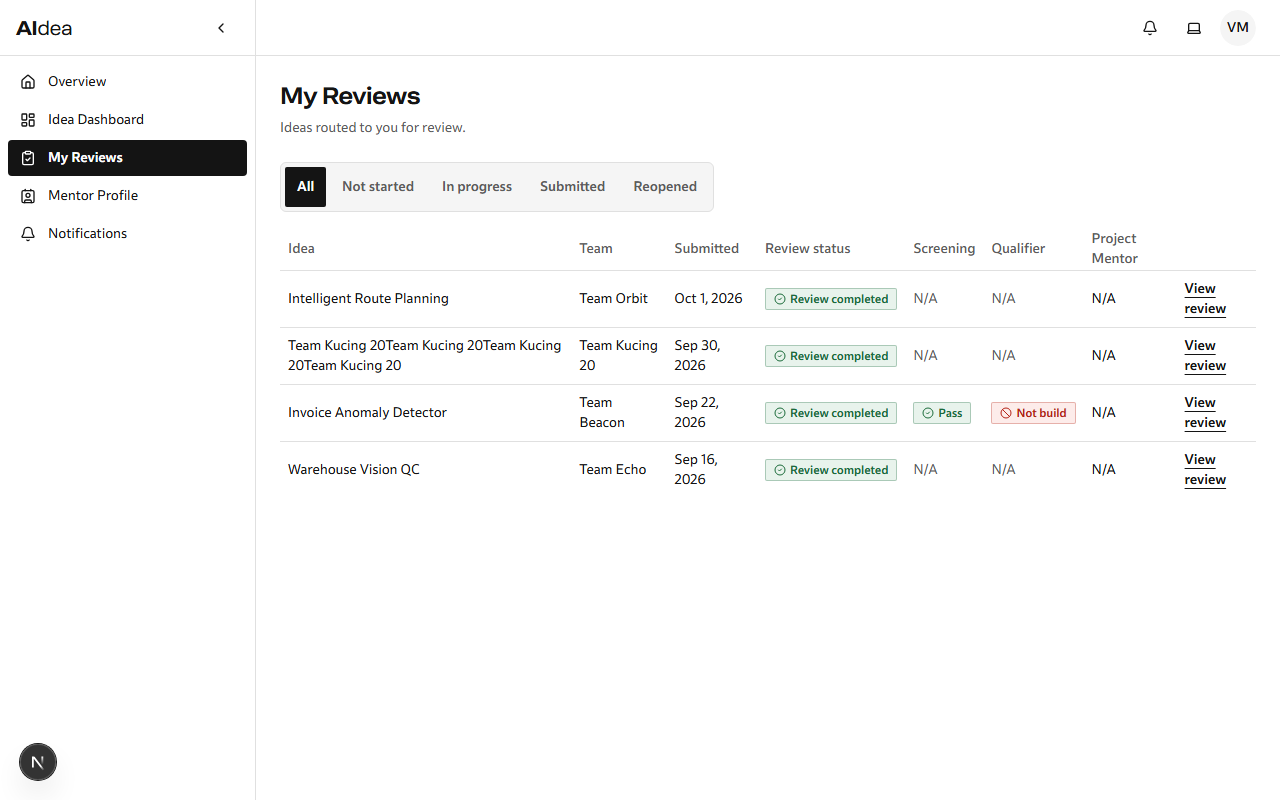 AIdea
VM
Overview
Idea Dashboard
My Reviews
Mentor Profile
Notifications
My Reviews
Ideas routed to you for review.
All Not started In progress Submitted Reopened
Idea Team Submitted Review status Screening Qualifier Project
Mentor
Intelligent Route Planning Team Orbit Oct 1, 2026 Review completed N/A N/A N/A View
review
Team Kucing 20Team Kucing 20Team Kucing Team Kucing Sep 30, Review completed N/A N/A N/A View
20Team Kucing 20 20 2026 review
Invoice Anomaly Detector Team Sep 22, Review completed Pass Not build N/A View
Beacon 2026 review
Warehouse Vision QC Team Echo Sep 16, Review completed N/A N/A N/A View
2026 review
N